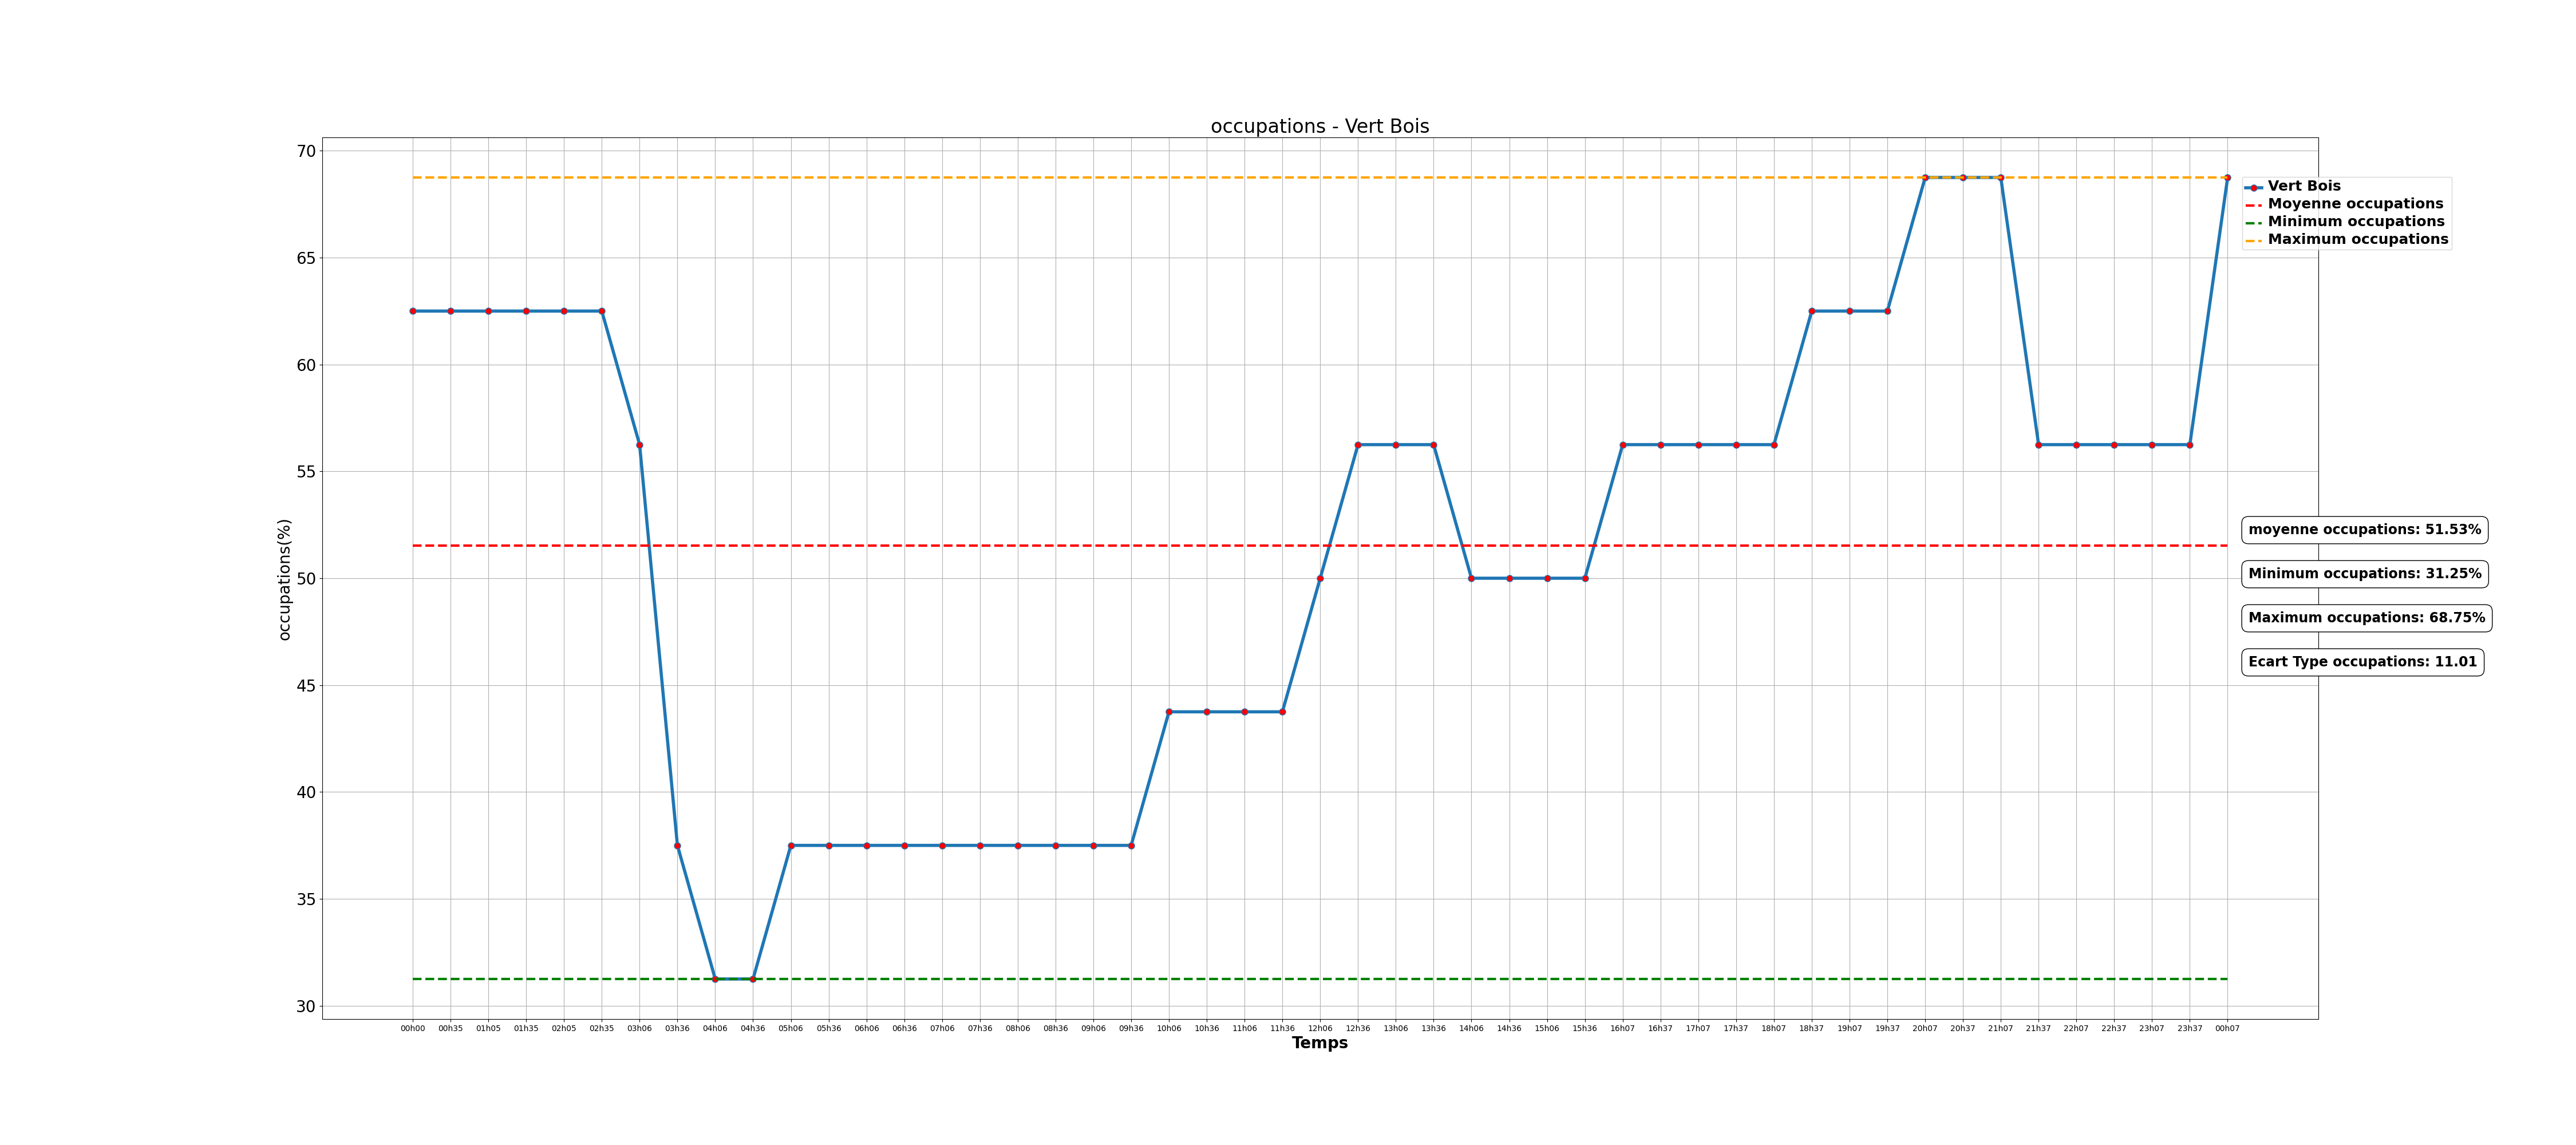 occupations - Vert Bois
70
65
60
55
50
45
40
35
30
occupations(%)
Vert Bois
Moyenne occupations
Minimum occupations
Maximum occupations
moyenne occupations: 51.53%
Minimum occupations: 31.25%
Maximum occupations: 68.75%
Ecart Type occupations: 11.01
00h00 00h35 01h05 01h35 02h05 02h35 03h06 03h36 04h06 04h36 05h06 05h36 06h06 06h36 07h06 07h36 08h06 08h36 09h06 09h36 10h06 10h36 11h06 11h36 12h06 12h36 13h06 13h36 14h06 14h36 15h06 15h36 16h07 16h37 17h07 17h37 18h07 18h37 19h07 19h37 20h07 20h37 21h07 21h37 22h07 22h37 23h07 23h37 00h07
Temps